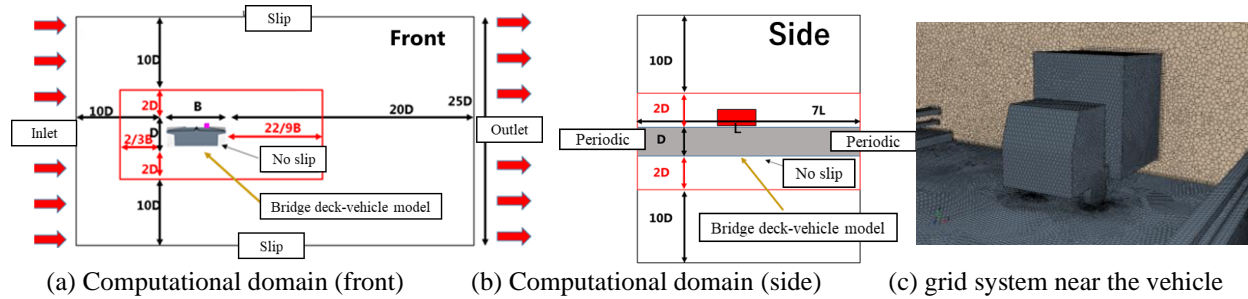 Slip
Front
10D
2D
B
10D
20D
25D
Inlet
D
22/9B
Outlet
2/3B
No slip
2D
Bridge deck-vehicle model
10D
Slip
(a) Computational domain (front)
Side
10D
2D
7L
L
Periodic
D
Periodic
No slip
2D
Bridge deck-vehicle model
10D
(b) Computational domain (side)
(c) grid system near the vehicle